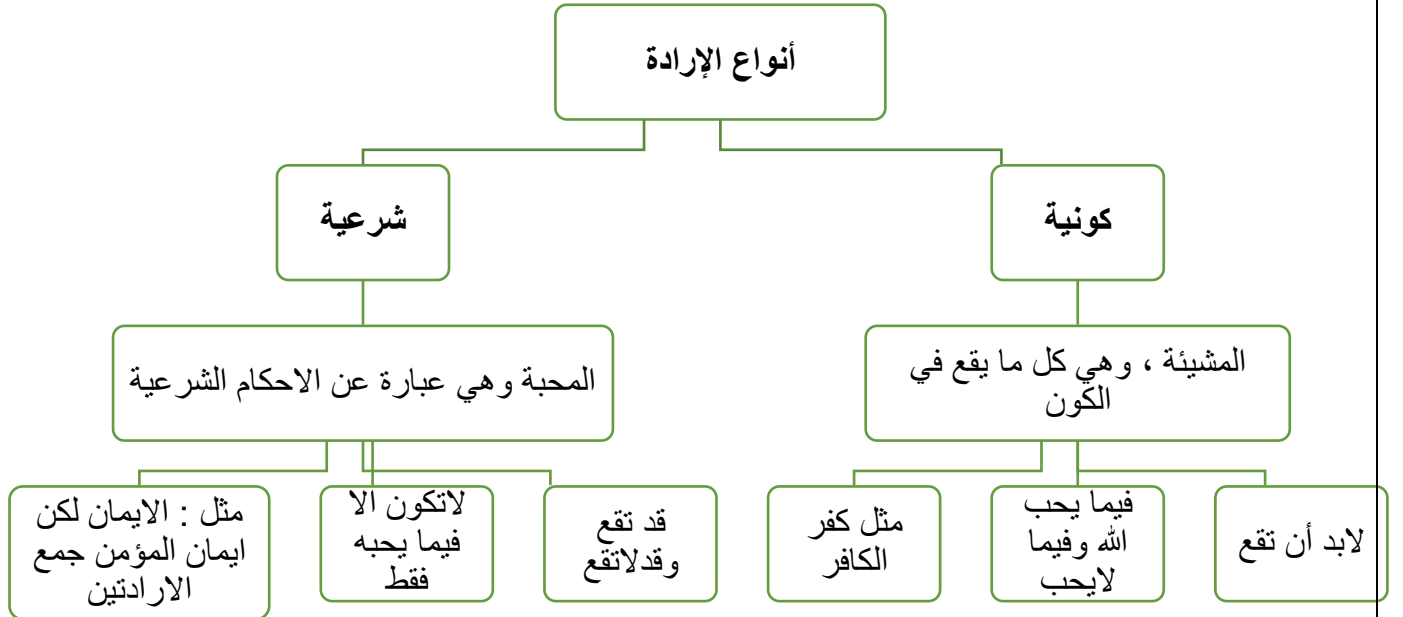 أنواع الإرادة
كونية
شرعية
المشيئة ، وهي كل ما يقع في
الكون
المحبة وهي عبارة عن الاحكام الشرعية
لابد أن تقع
فيما يحب
الله وفيما
لايحب
مثل كفر
الكافر
قد تقع
وقدلاتقع
لاتكون الا
فيما يحبه
فقط
مثل : الايمان لكن
ايمان المؤمن جمع
الارادتين